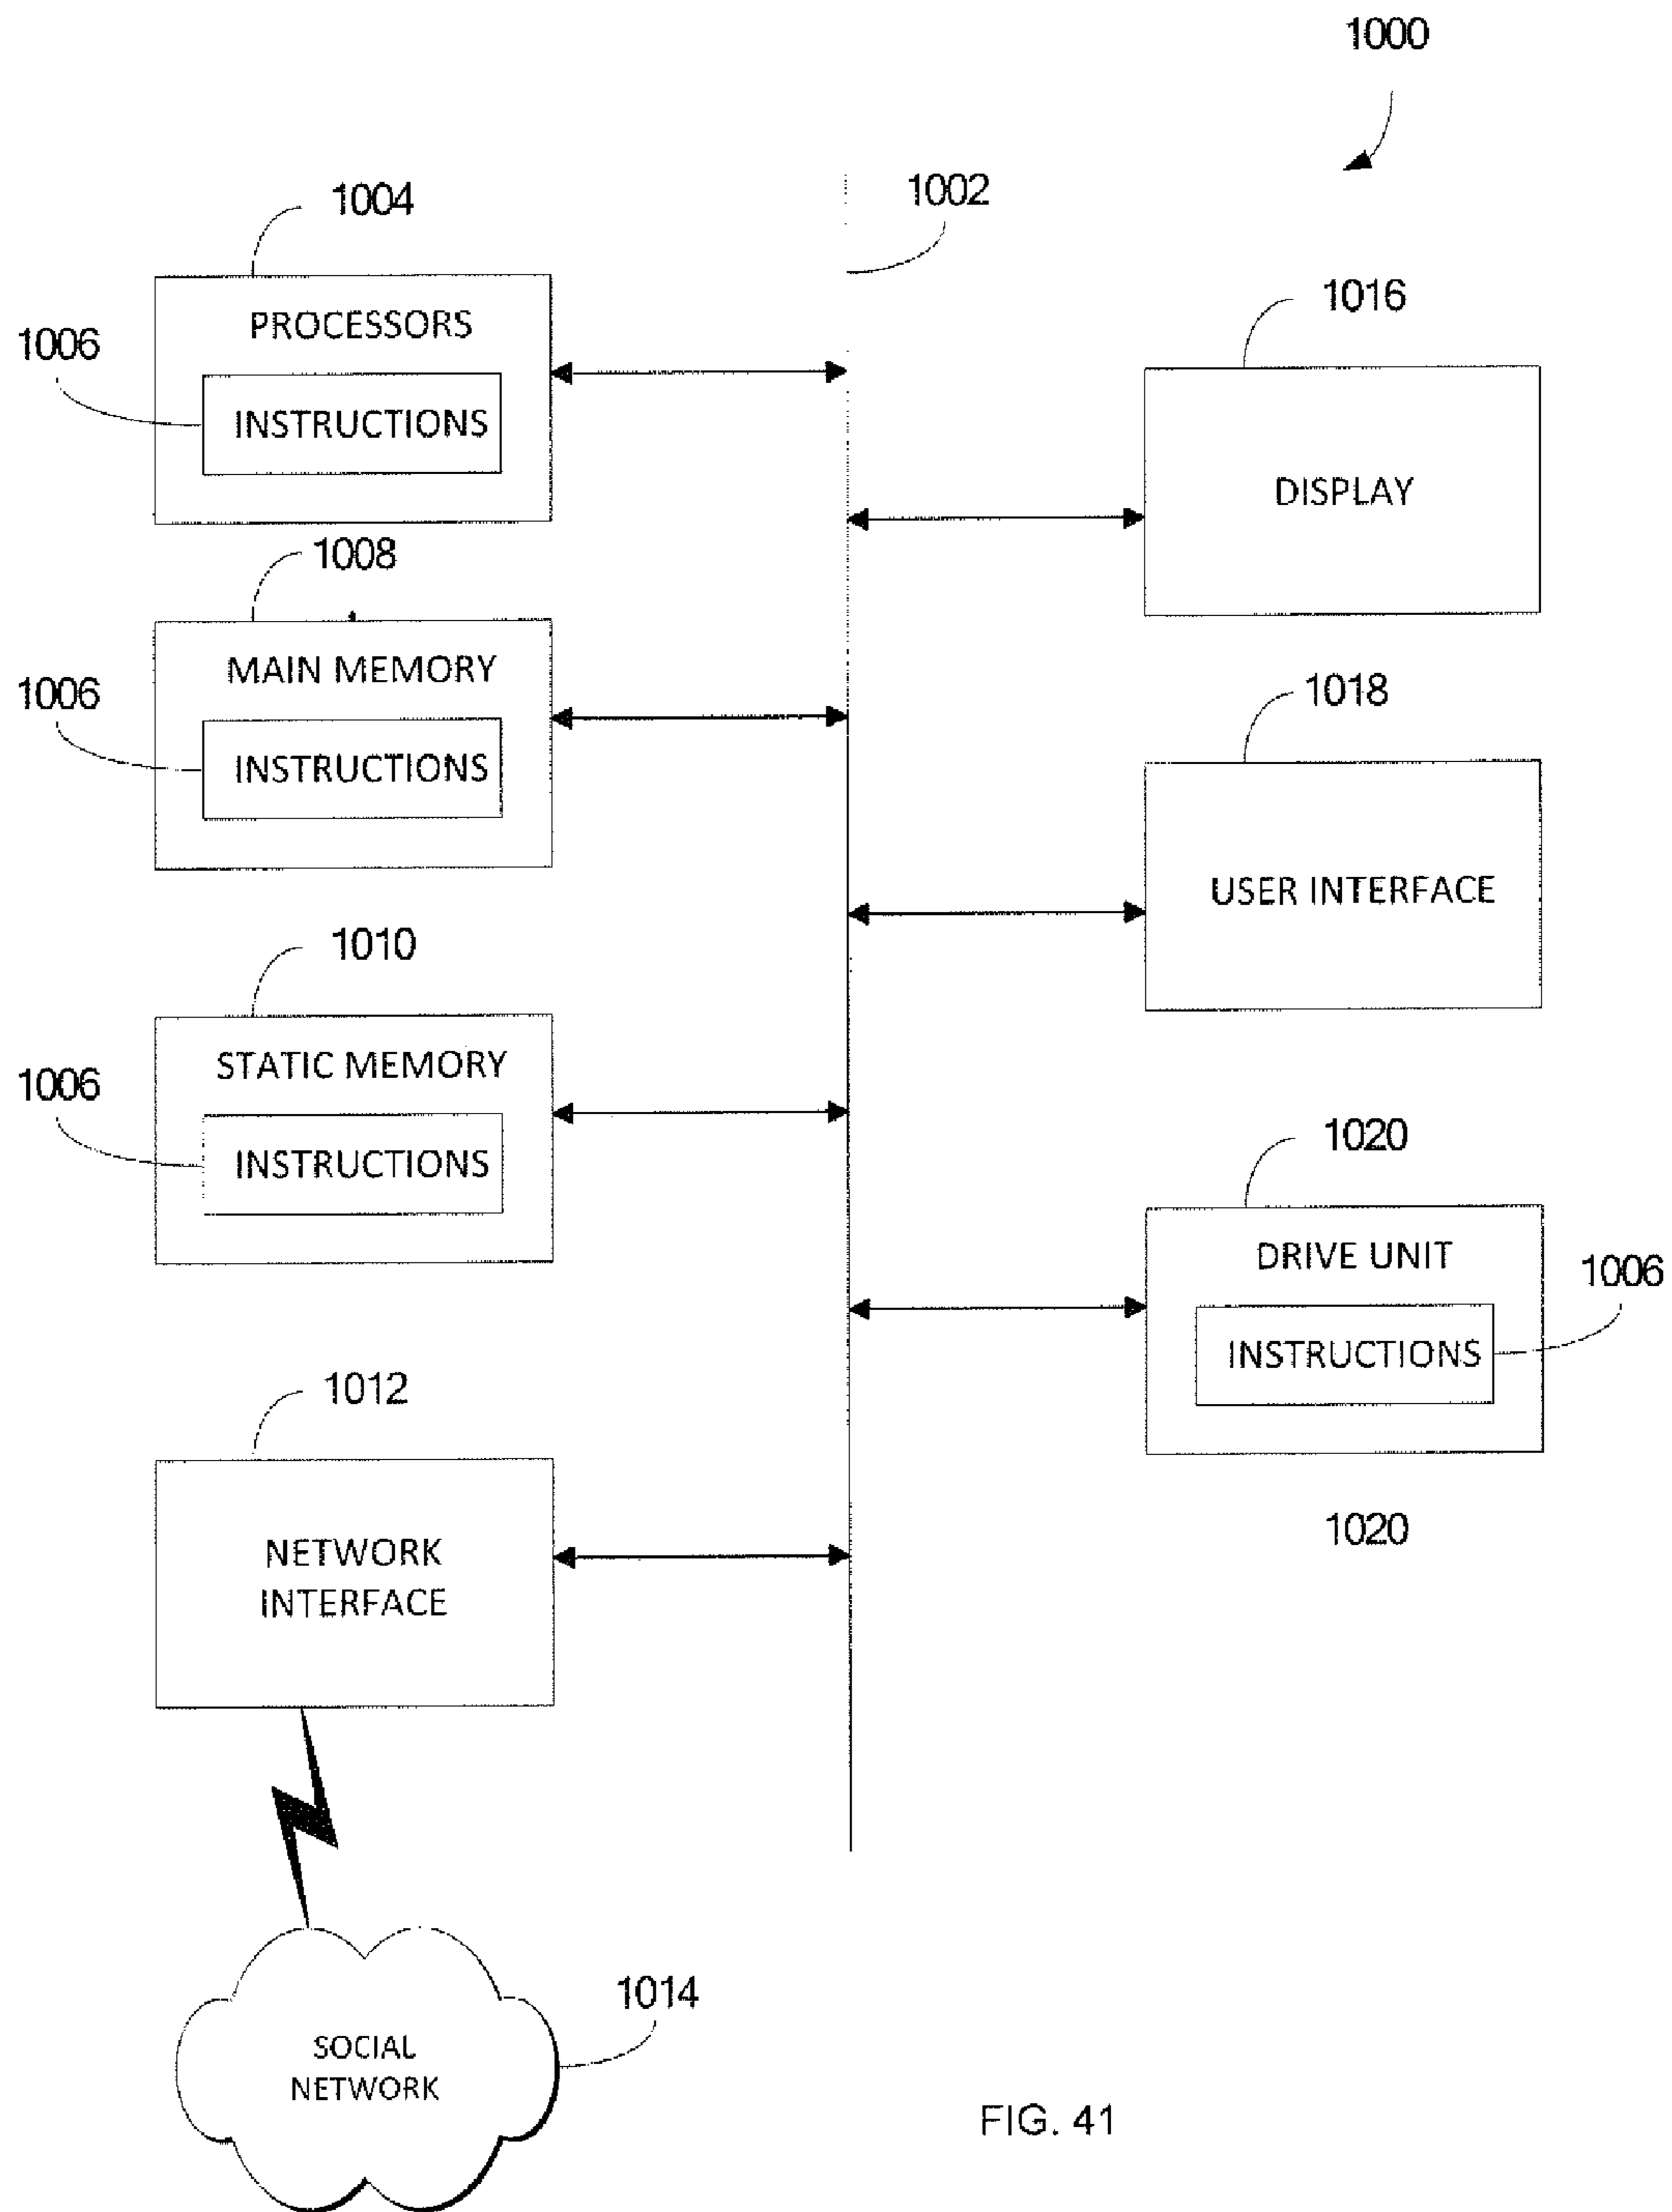 1000
1002
1004
PROCESSORS
1006
INSTRUCTIONS
1016
DISPLAY
1008
MAIN MEMORY
1006
INSTRUCTIONS
1018
USER INTERFACE
1010
STATIC MEMORY
1006
INSTRUCTIONS
1020
DRIVE UNIT
1006
INSTRUCTIONS
1020
1012
NETWORK
INTERFACE
1014
SOCIAL
NETWORK
FIG. 41